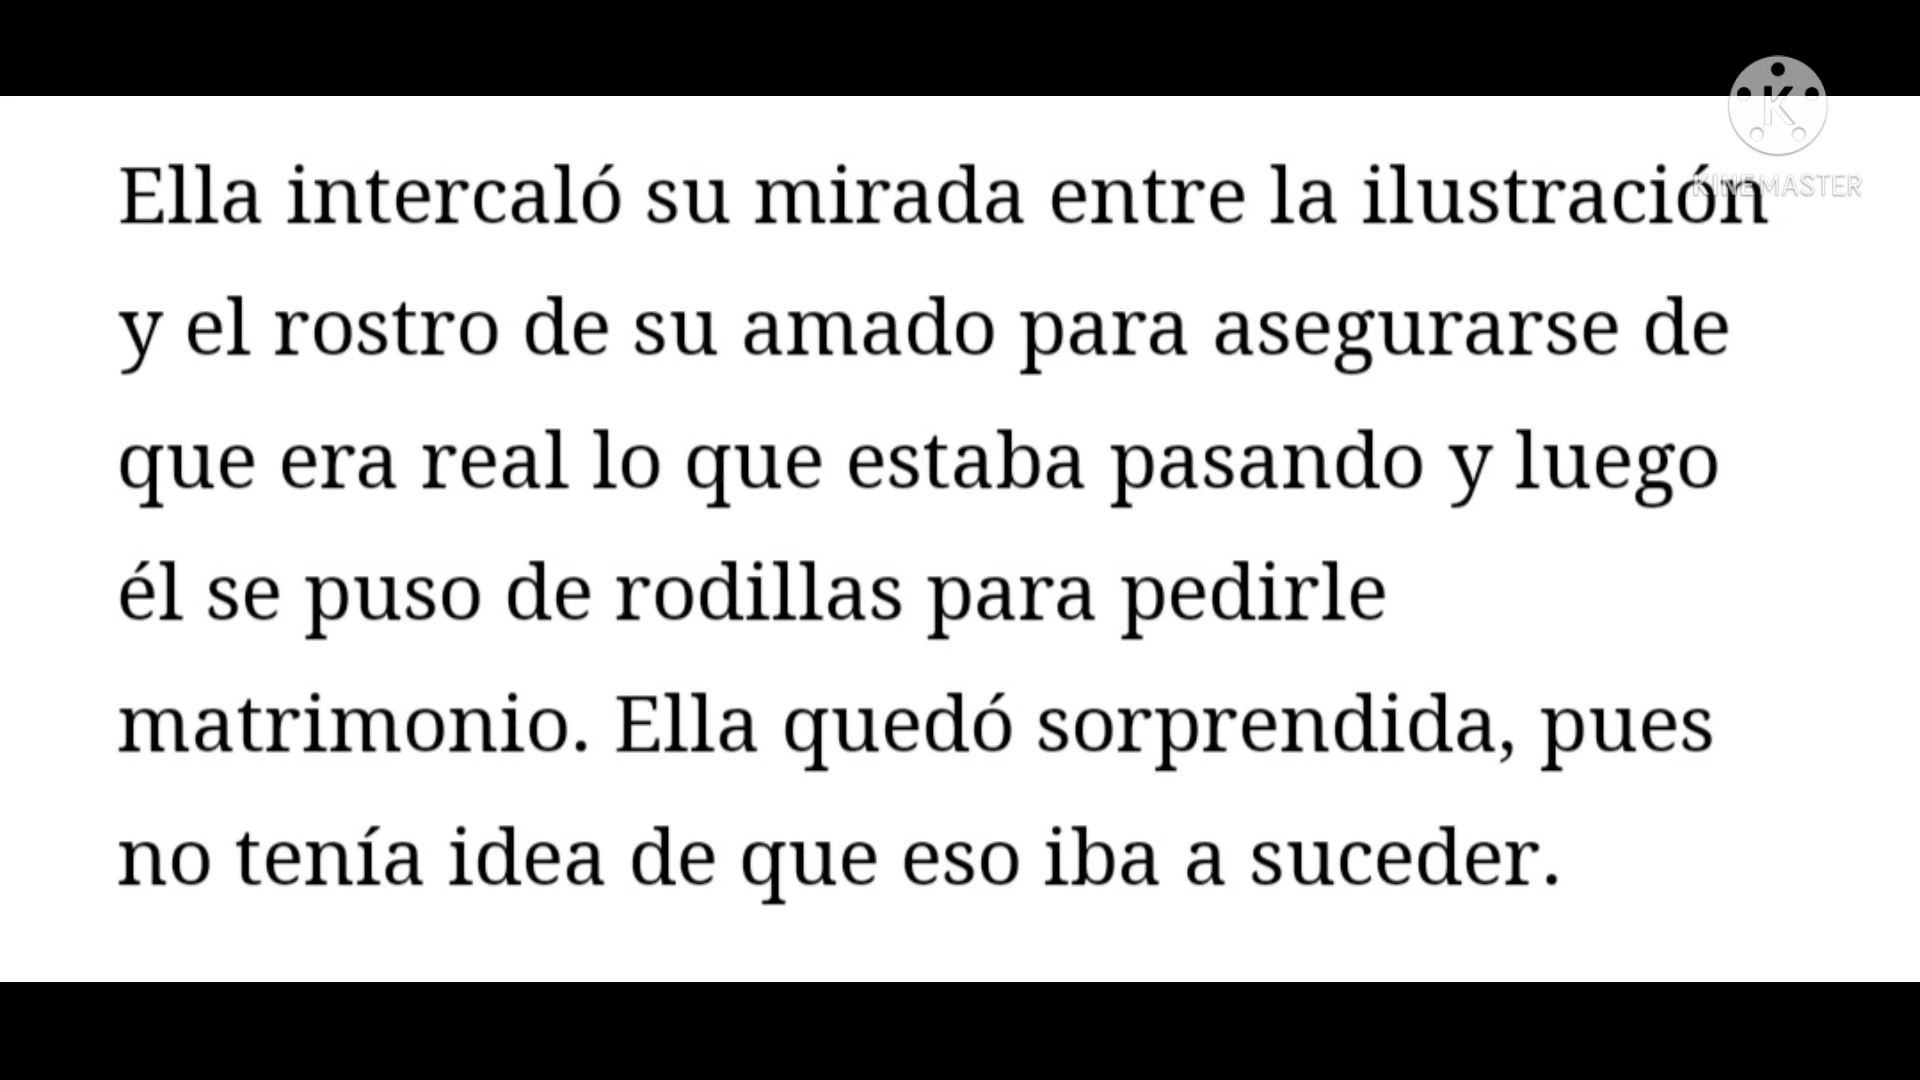 KINEMASTER
Ella intercaló su mirada entre la ilustración
y el rostro de su amado para asegurarse de
que era real lo que estaba pasando y luego
él se puso de rodillas para pedirle
matrimonio. Ella quedó sorprendida, pues
no tenía idea de que eso iba a suceder.